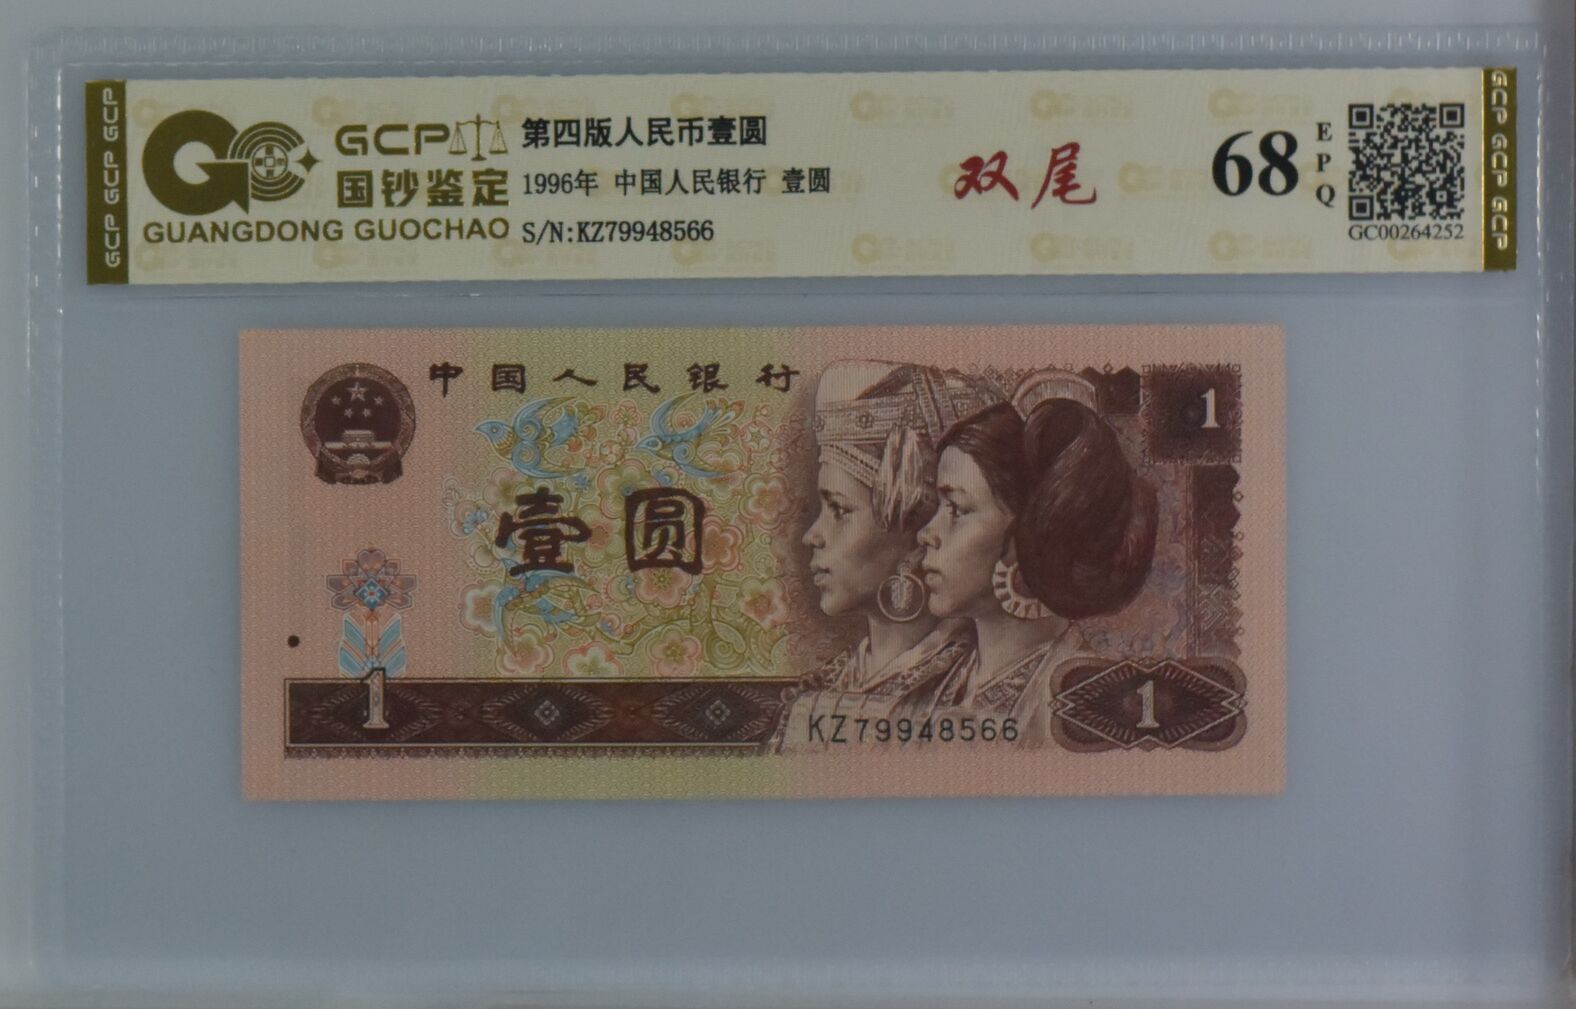 GCP GCP GCP
GCP
国钞鉴定
GUANGDONG GUOCHAO
第四版人民币壹圆
1996年 中国人民银行 壹圆
S/N:KZ79948566
双尾
68
EPQ
GC00264252
GCP GCP GCP
中国人民银行
1
壹圆
1
KZ79948566
1